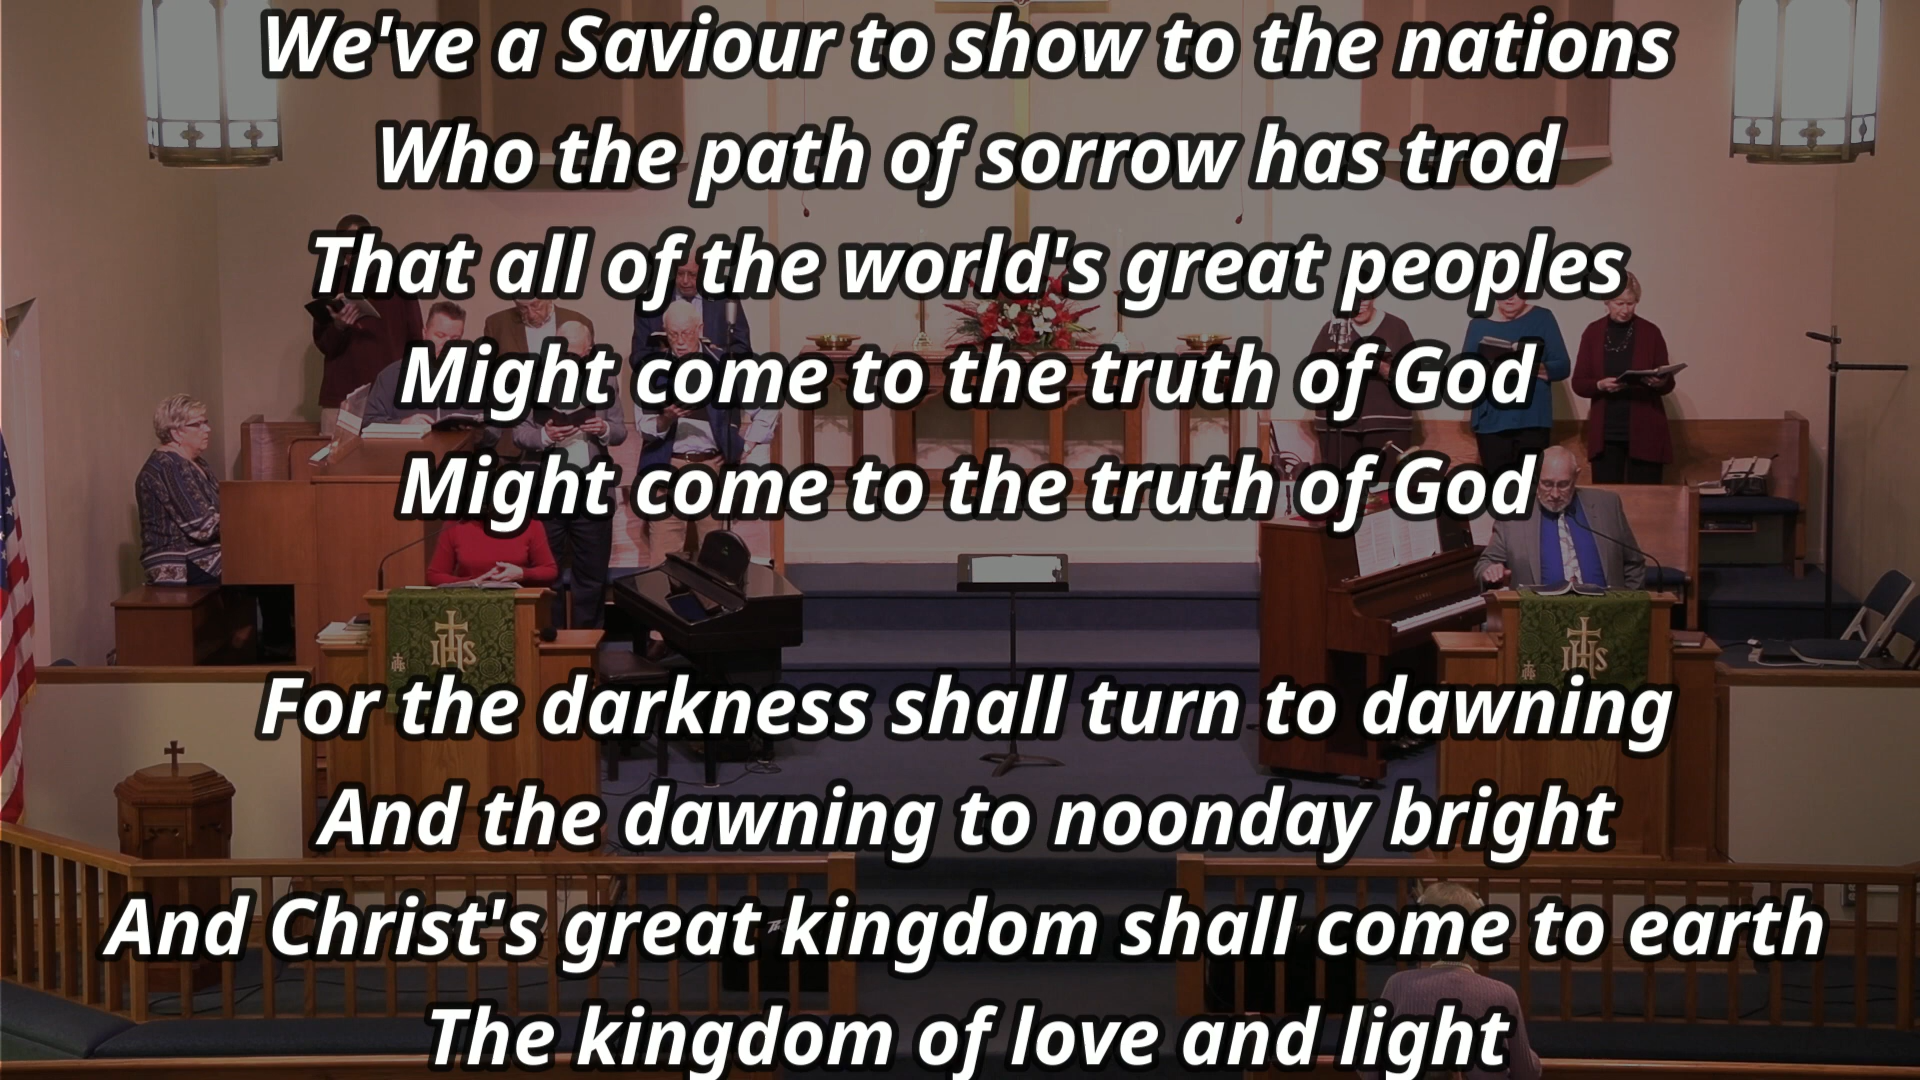 We've a Saviour to show to the nations
Who the path of sorrow has trod
That all of the world's great peoples
Might come to the truth of God
Might come to the truth of God
IHS
IHS
For the darkness shall turn to dawning
And the dawning to noonday bright
And Christ's great kingdom shall come to earth
The kingdom of love and light